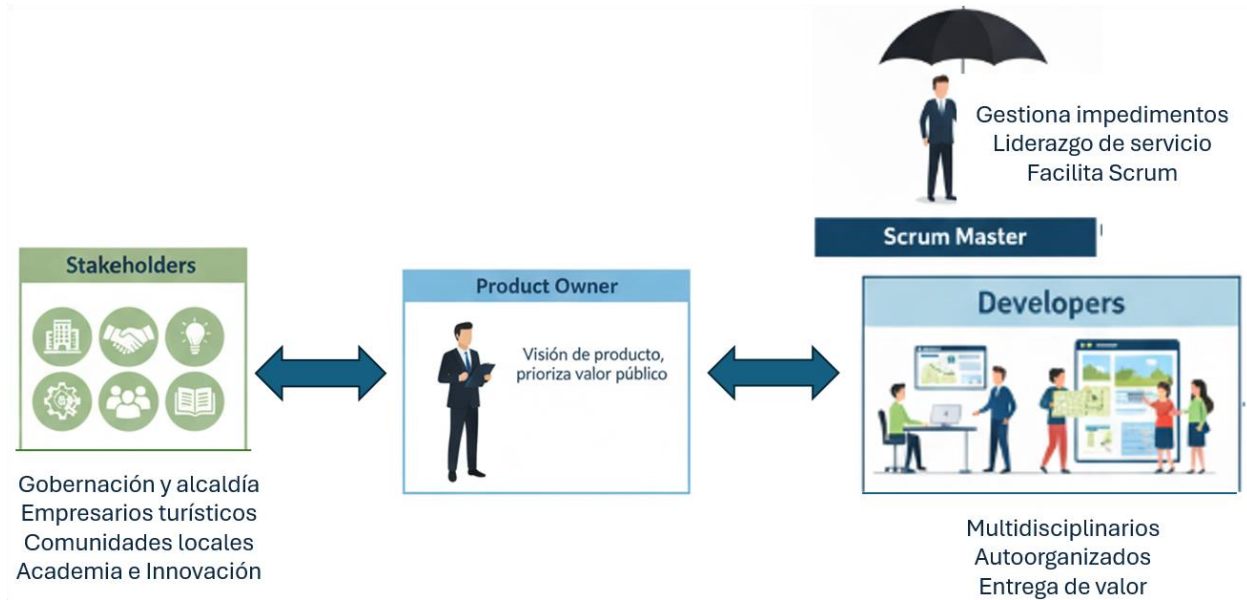 Gestiona impedimentos
Liderazgo de servicio
Facilita Scrum
Scrum Master
Stakeholders
Product Owner
Developers
Visión de producto,
prioriza valor público
Gobernación y alcaldía
Empresarios turísticos
Comunidades locales
Academia e Innovación
Multidisciplinarios
Autoorganizados
Entrega de valor